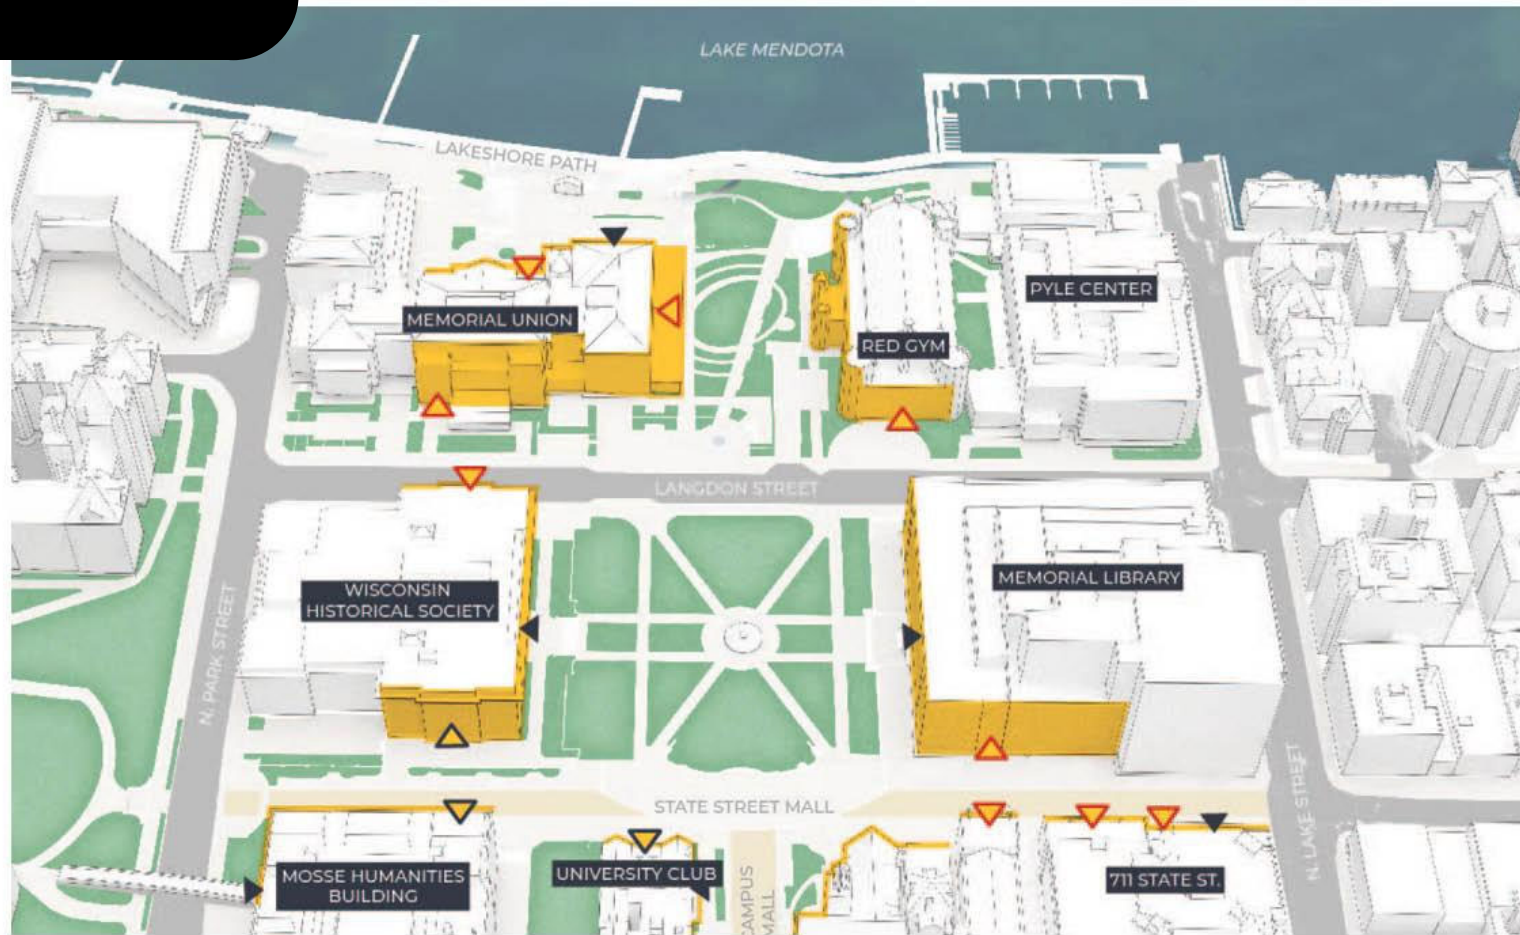 LAKE MENDOTA
LAKESHORE PATH
MEMORIAL UNION
PYLE CENTER
RED GYM
LANGDON STREET
WISCONSIN
HISTORICAL SOCIETY
MEMORIAL LIBRARY
N. PARK STREET
STATE STREET MALL
N. LAKE STREET
MOSSE HUMANITIES
BUILDING
UNIVERSITY CLUB
CAMPUS
MALL
711 STATE ST.